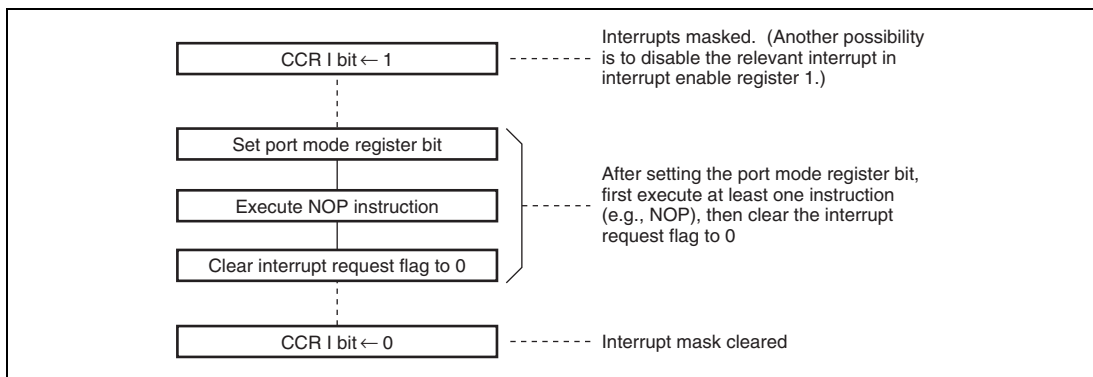 CCR I bit ← 1
Interrupts masked. (Another possibility
is to disable the relevant interrupt in
interrupt enable register 1.)
Set port mode register bit
Execute NOP instruction
Clear interrupt request flag to 0
After setting the port mode register bit,
first execute at least one instruction
(e.g., NOP), then clear the interrupt
request flag to 0
CCR I bit ← 0
Interrupt mask cleared